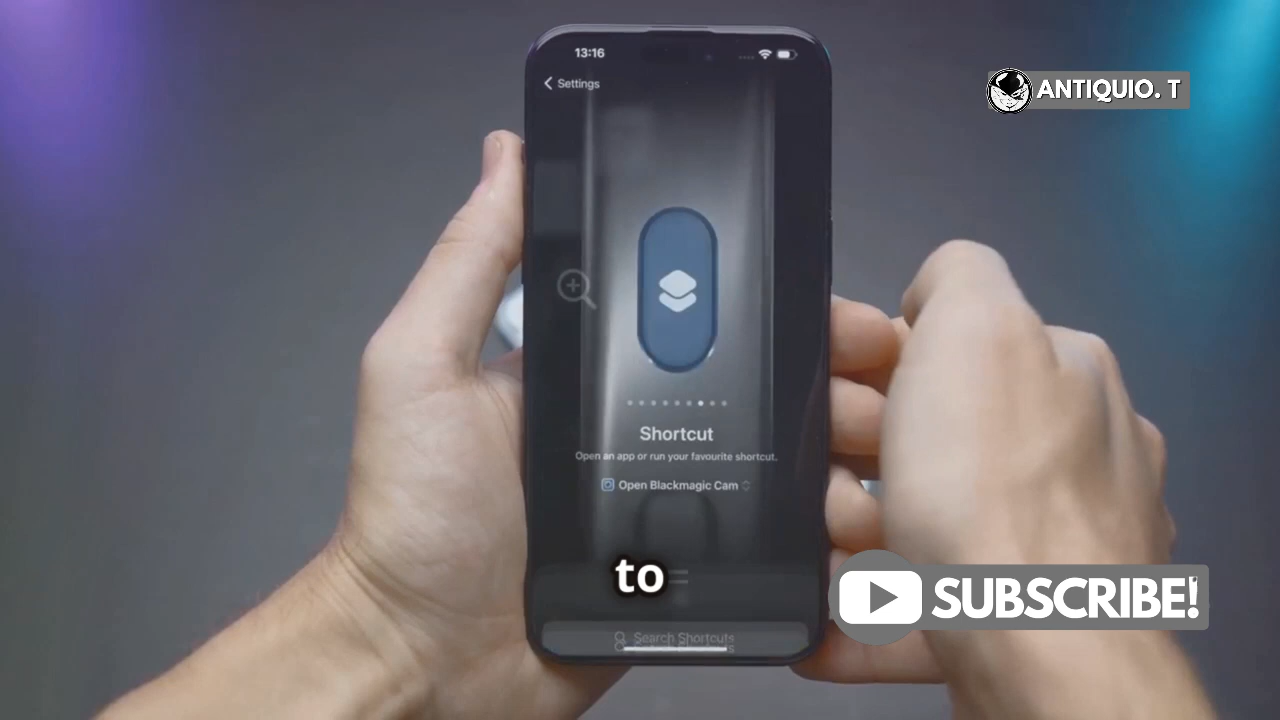 13:16
Settings
ANTIQUIO. T
Shortcut
Open an app or run your favourite shortcut.
Open Blackmagic Cam
to
SUBSCRIBE!
Search Shortcuts